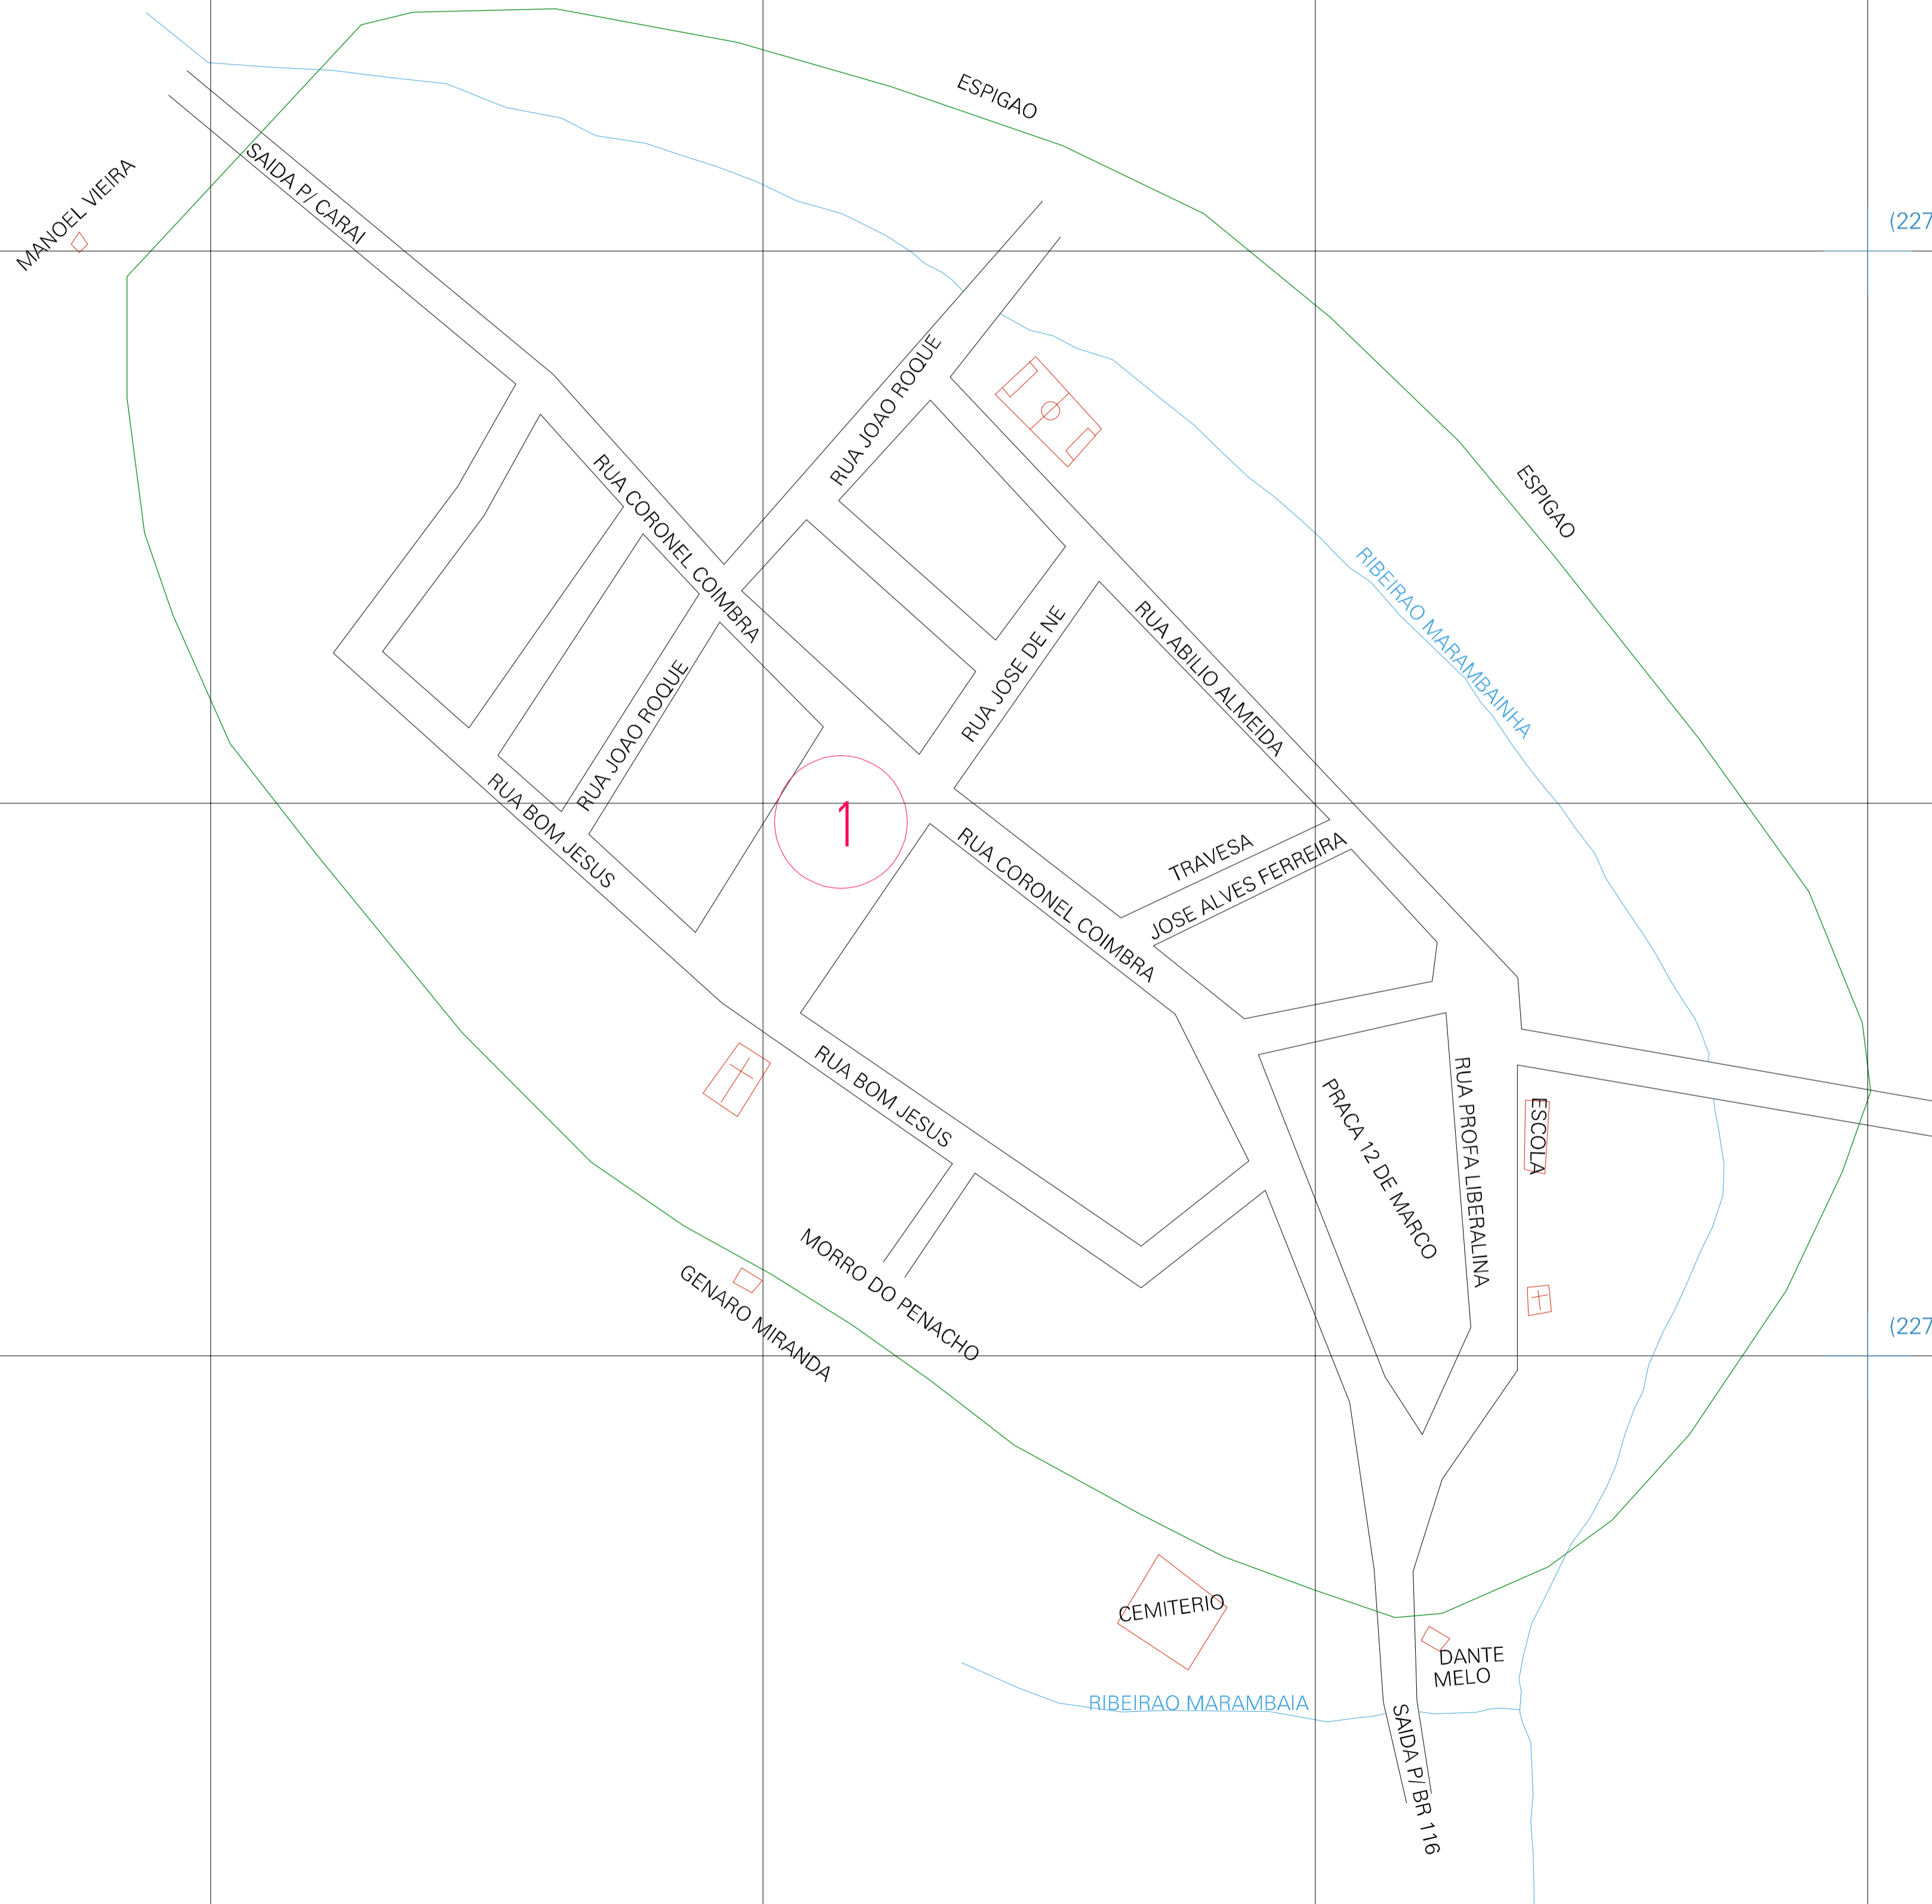 ESPIGAO
SAIDA P/ CARAI
MANOEL VIEIRA
(227
RUA JOAO ROQUE
RUA CORONEL COIMBRA
ESPIGAO
RIBEIRAO MARAMBAINHA
RUA JOSE DE NE
RUA ABILIO ALMEIDA
RUA JOAO ROQUE
RUA BOM JESUS
1
TRAVESA
JOSE ALVES FERREIRA
RUA CORONEL COIMBRA
RUA BOM JESUS
PRACA 12 DE MARCO
RUA PROFA LIBERALINA
ESCOLA
MORRO DO PENACHO
GENARO MIRANDA
(227
CEMITERIO
DANTE
MELO
RIBEIRAO MARAMBAIA
SAIDA P/ BR 116